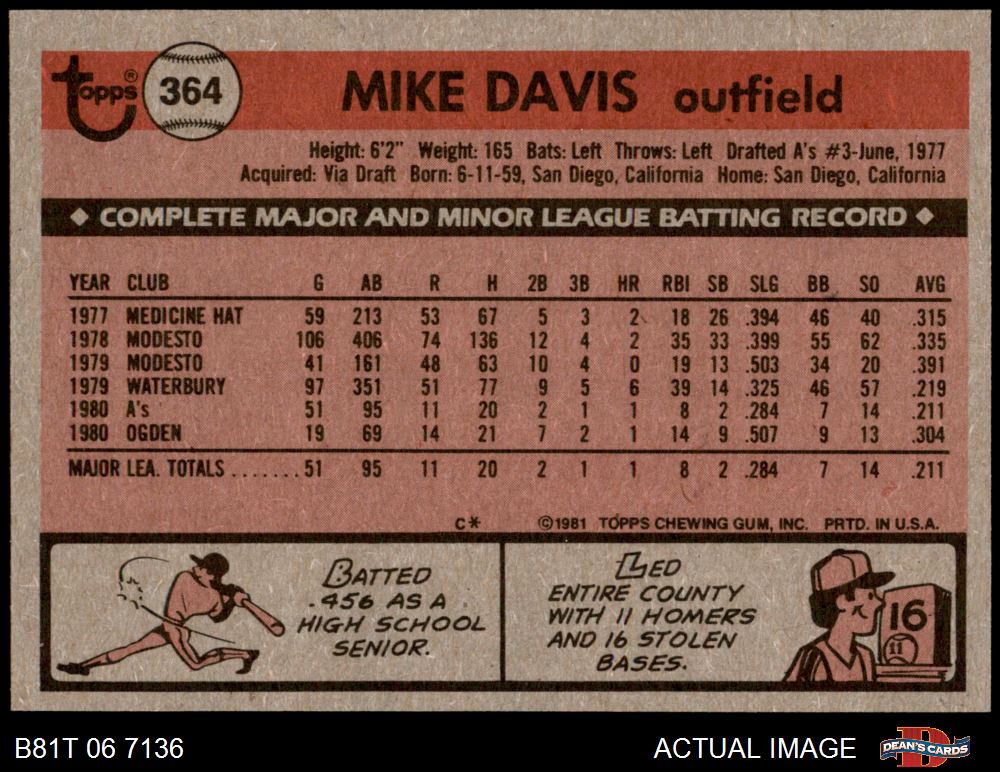 topps® 364 MIKE DAVIS outfield
Height: 6'2" Weight: 165 Bats: Left Throws: Left Drafted A's #3-June, 1977
Acquired: Via Draft Born: 6-11-59, San Diego, California Home: San Diego, California
◆ COMPLETE MAJOR AND MINOR LEAGUE BATTING RECORD ◆
YEAR CLUB G AB R H 2B 3B HR RBI SB SLG BB SO AVG
1977 MEDICINE HAT 59 213 53 67 5 3 2 18 26 .394 46 40 .315
1978 MODESTO 106 406 74 136 12 4 2 35 33 .399 55 62 .335
1979 MODESTO 41 161 48 63 10 4 0 19 13 .503 34 20 .391
1979 WATERBURY 97 351 51 77 9 5 6 39 14 .325 46 57 .219
1980 A's 51 95 11 20 2 1 1 8 2 .284 7 14 .211
1980 OGDEN 19 69 14 21 7 2 1 14 9 .507 9 13 .304
MAJOR LEA. TOTALS .......51 95 11 20 2 1 1 8 2 .284 7 14 .211
C* ©1981 TOPPS CHEWING GUM, INC. PRTD. IN U.S.A.
BATTED
.456 AS A
HIGH SCHOOL
SENIOR.
LED
ENTIRE COUNTY
WITH 11 HOMERS
AND 16 STOLEN
BASES.
16
11
B81T 06 7136 ACTUAL IMAGE DEAN'S CARDS